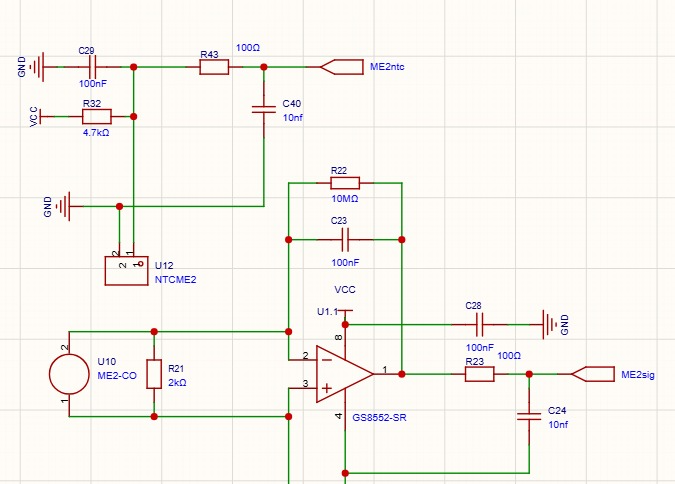 C29
GND
100nF
R43
100Ω
ME2ntc
R32
VCC
4.7kΩ
C40
10nf
GND
2 1
2 1
U12
NTCME2
R22
10MΩ
C23
100nF
VCC
U1.1
8
C28
100nF
GND
2
U10
ME2-CO
1
R21
2kΩ
2
3
1
4
GS8552-SR
R23
100Ω
ME2sig
C24
10nf